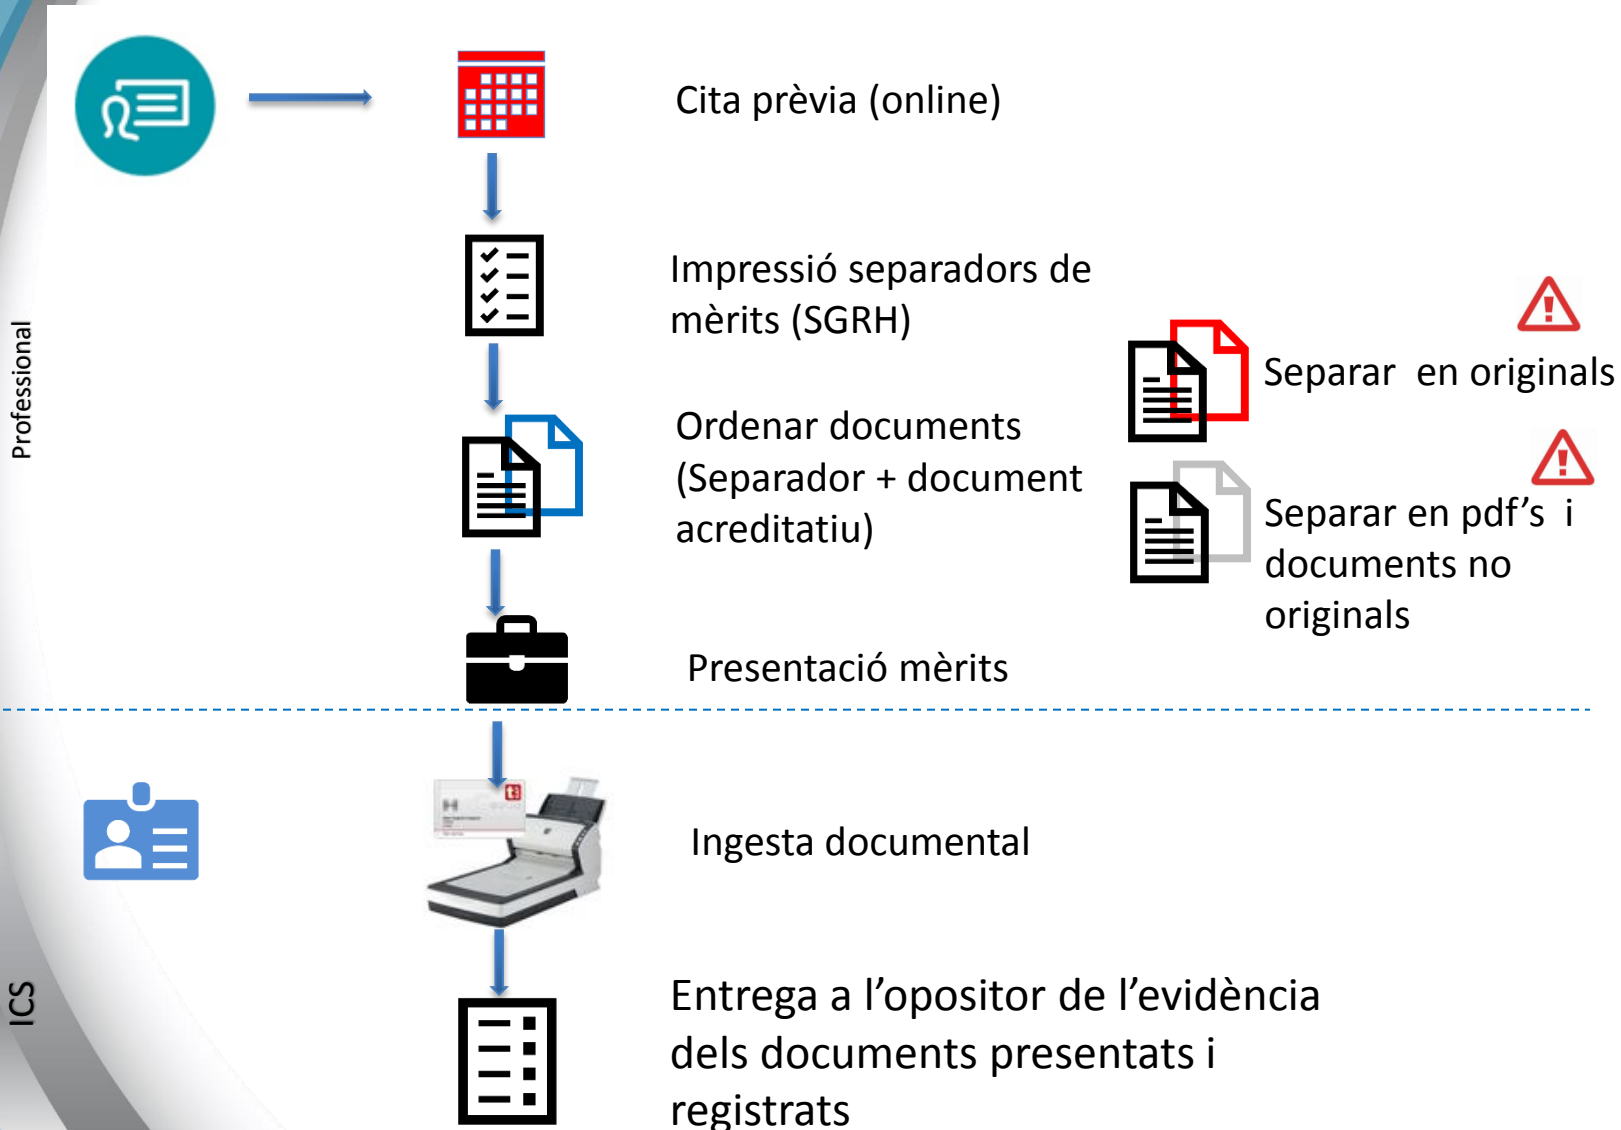 Cita prèvia (online)
Impressió separadors de
mèrits (SGRH)
Professional
Separar  en originals
Ordenar documents
(Separador + document
acreditatiu)
Separar en pdf’s  i
documents no
originals
Presentació mèrits
Ingesta documental
ICS
Entrega a l’opositor de l’evidència
dels documents presentats i
registrats